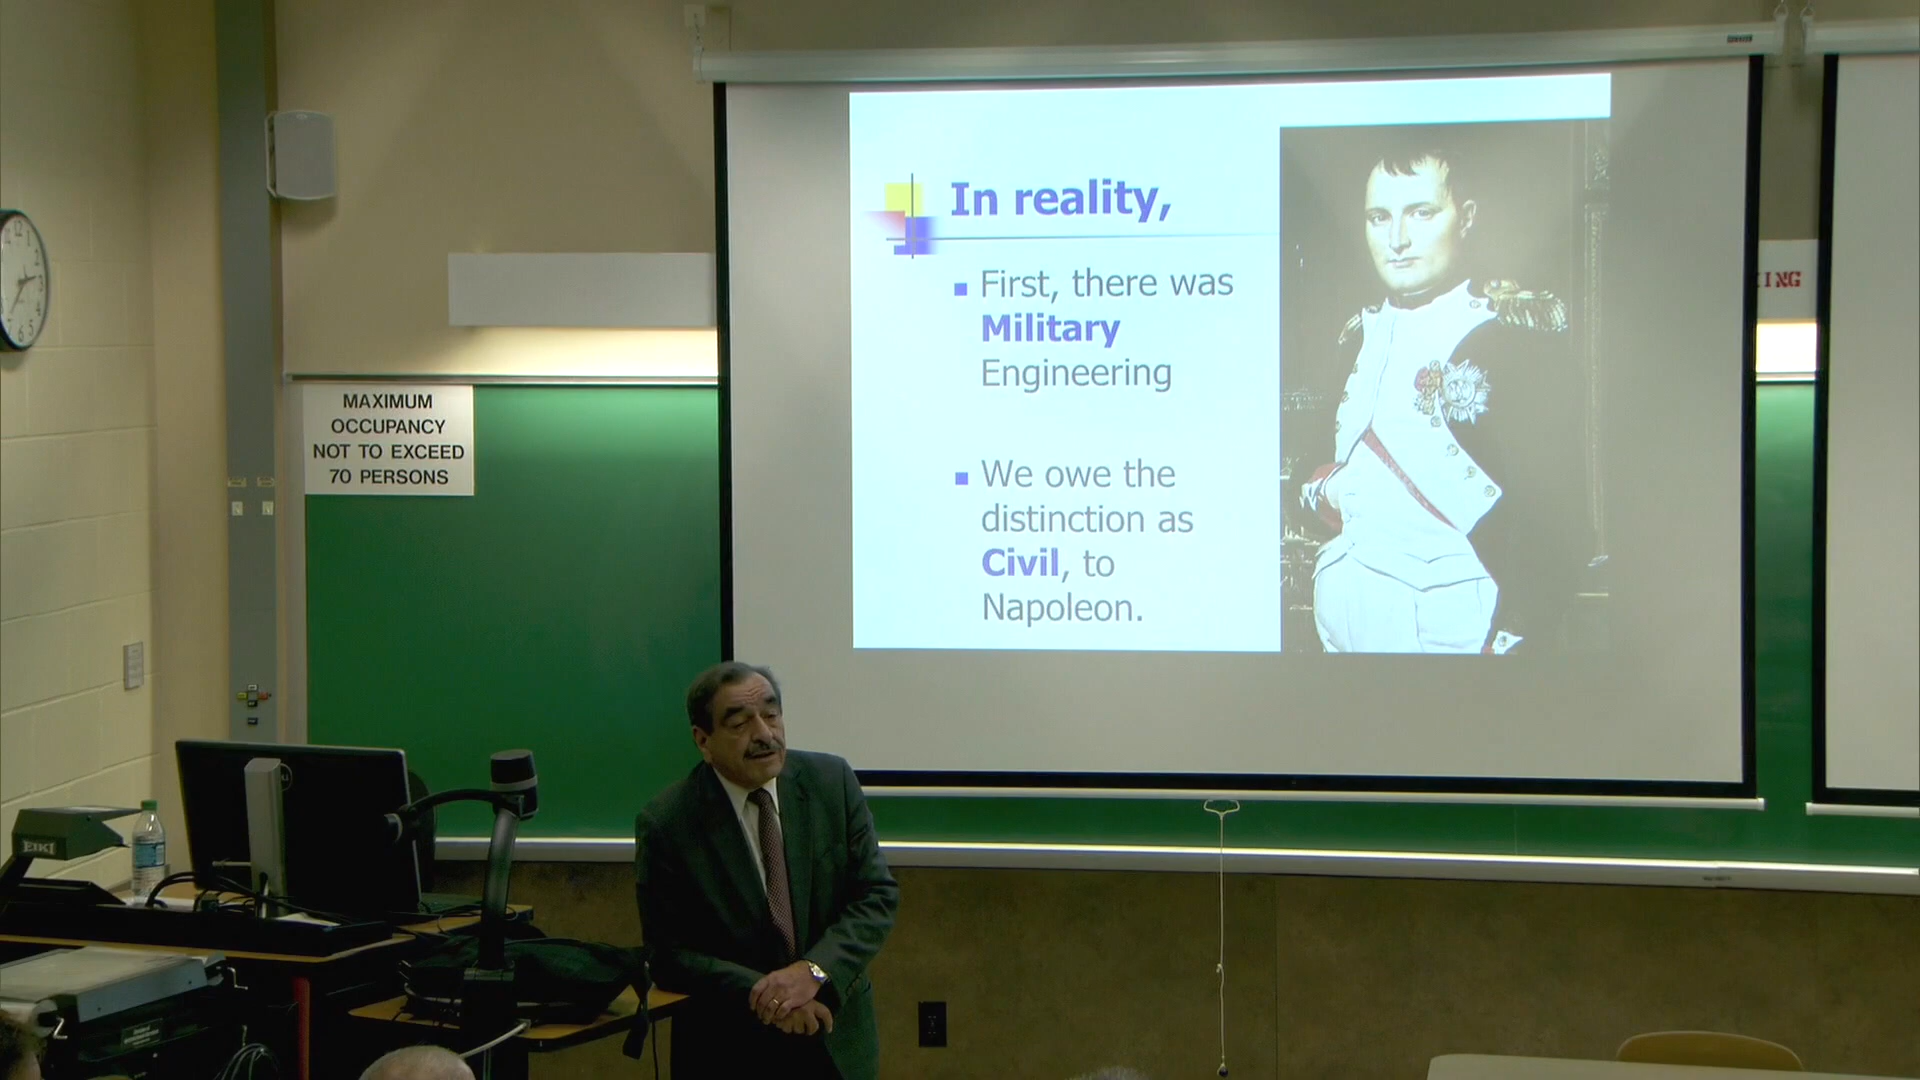 In reality,
First, there was
Military
Engineering
We owe the
distinction as
Civil, to
Napoleon.
MAXIMUM
OCCUPANCY
NOT TO EXCEED
70 PERSONS
ING
EIKI
DELL